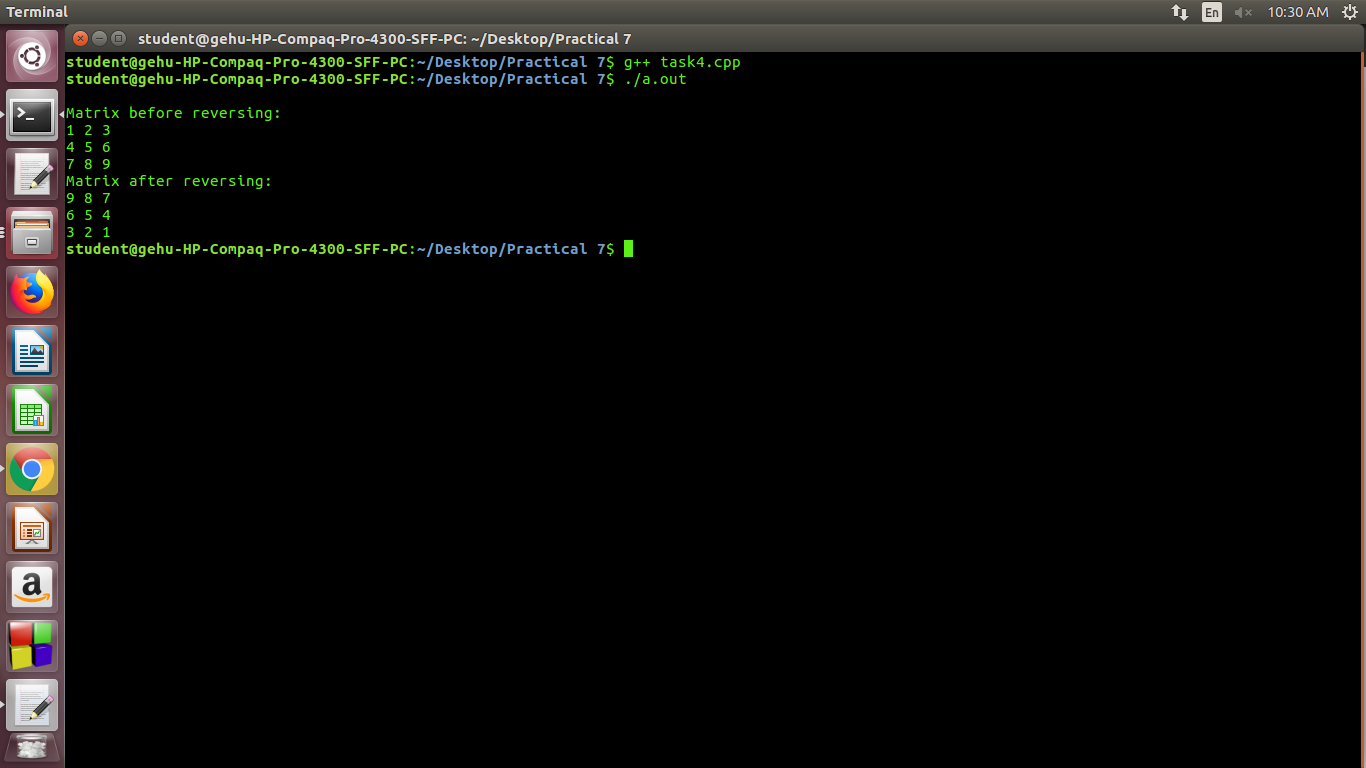 Terminal
En
10:30 AM
student@gehu-HP-Compaq-Pro-4300-SFF-PC: ~/Desktop/Practical 7
student@gehu-HP-Compaq-Pro-4300-SFF-PC:~/Desktop/Practical 7$ g++ task4.cpp
student@gehu-HP-Compaq-Pro-4300-SFF-PC:~/Desktop/Practical 7$ ./a.out
Matrix before reversing:
1 2 3
4 5 6
7 8 9
Matrix after reversing:
9 8 7
6 5 4
3 2 1
student@gehu-HP-Compaq-Pro-4300-SFF-PC:~/Desktop/Practical 7$
>_
a